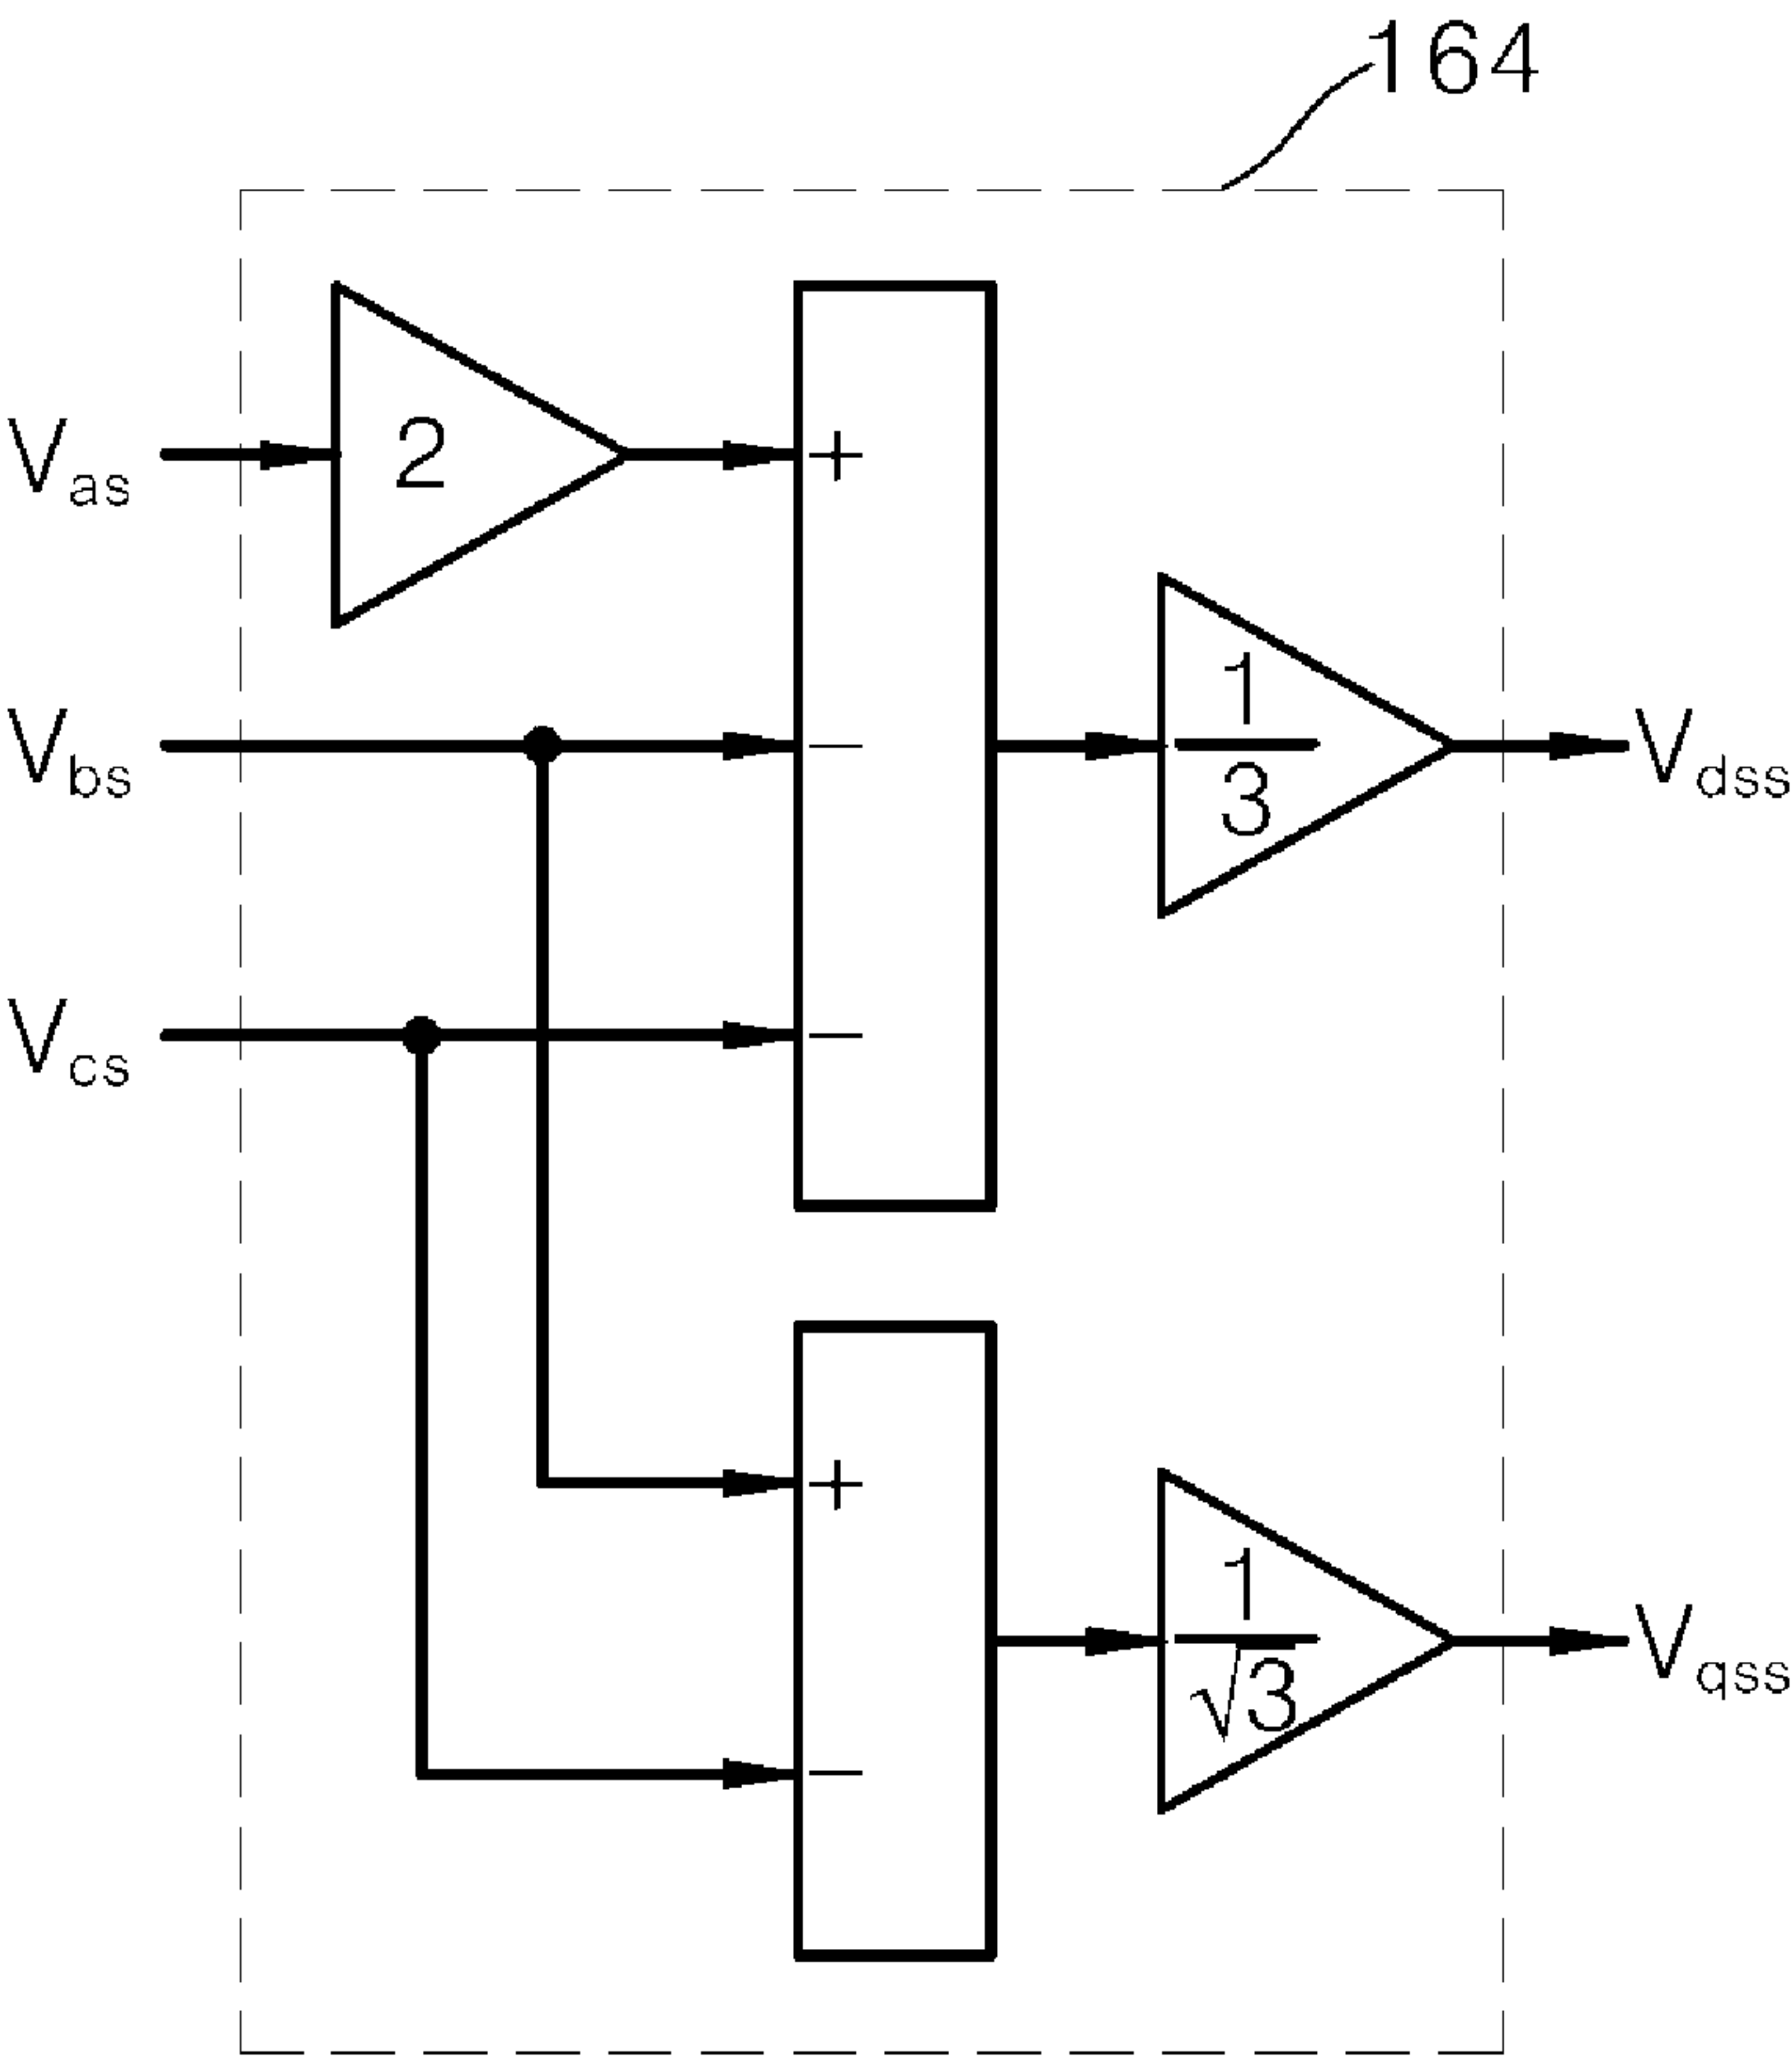 164
2
+
Vas
Vbs
−
1/3
Vdss
Vcs
−
+
1/√3
Vqss
−